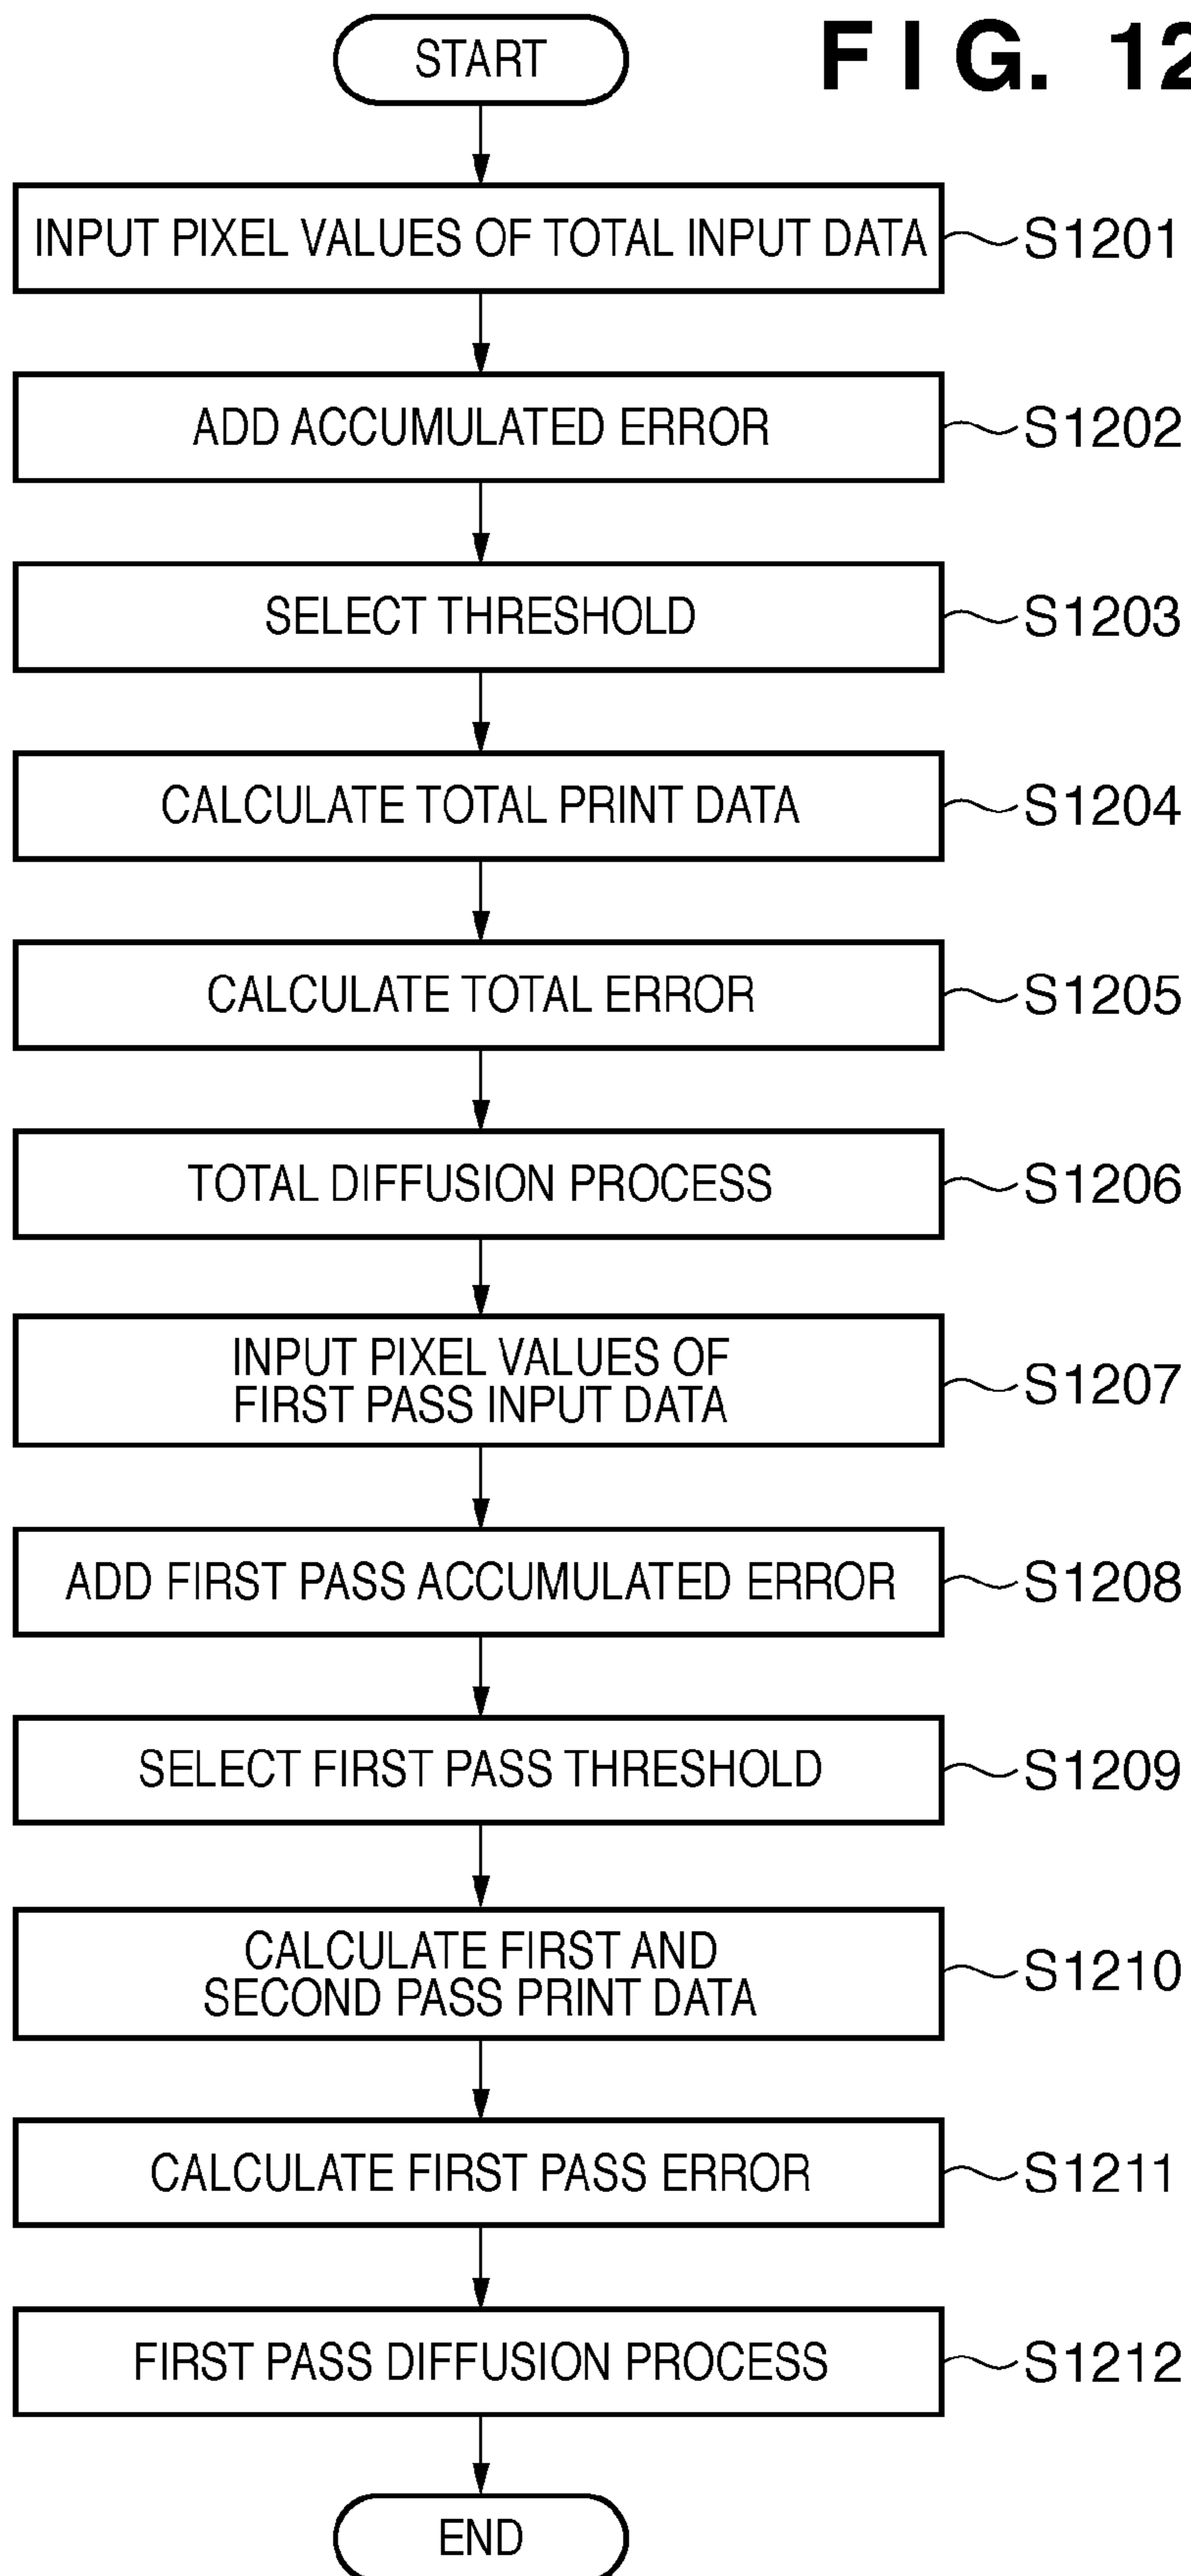 FIG. 12
START
INPUT PIXEL VALUES OF TOTAL INPUT DATA
S1201
ADD ACCUMULATED ERROR
S1202
SELECT THRESHOLD
S1203
CALCULATE TOTAL PRINT DATA
S1204
CALCULATE TOTAL ERROR
S1205
TOTAL DIFFUSION PROCESS
S1206
INPUT PIXEL VALUES OF
FIRST PASS INPUT DATA
S1207
ADD FIRST PASS ACCUMULATED ERROR
S1208
SELECT FIRST PASS THRESHOLD
S1209
CALCULATE FIRST AND
SECOND PASS PRINT DATA
S1210
CALCULATE FIRST PASS ERROR
S1211
FIRST PASS DIFFUSION PROCESS
S1212
END